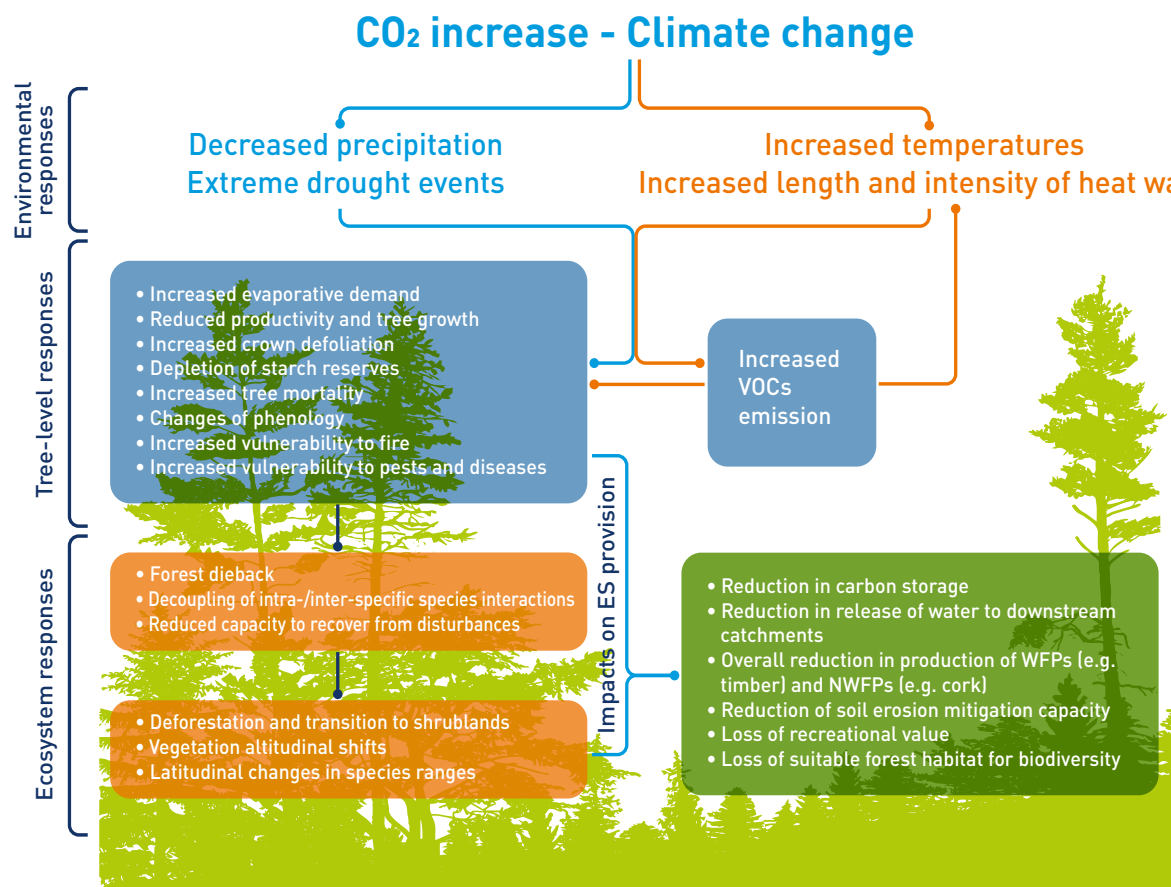 CO₂ increase - Climate change
Environmental
responses
Decreased precipitation
Extreme drought events
Increased temperatures
Increased length and intensity of heat wa
Tree-level responses
• Increased evaporative demand
• Reduced productivity and tree growth
• Increased crown defoliation
• Depletion of starch reserves
• Increased tree mortality
• Changes of phenology
• Increased vulnerability to fire
• Increased vulnerability to pests and diseases
Increased
VOCs
emission
Ecosystem responses
• Forest dieback
• Decoupling of intra-/inter-specific species interactions
• Reduced capacity to recover from disturbances
• Deforestation and transition to shrublands
• Vegetation altitudinal shifts
• Latitudinal changes in species ranges
Impacts on ES provision
• Reduction in carbon storage
• Reduction in release of water to downstream
catchments
• Overall reduction in production of WFPs (e.g.
timber) and NWFPs (e.g. cork)
• Reduction of soil erosion mitigation capacity
• Loss of recreational value
• Loss of suitable forest habitat for biodiversity